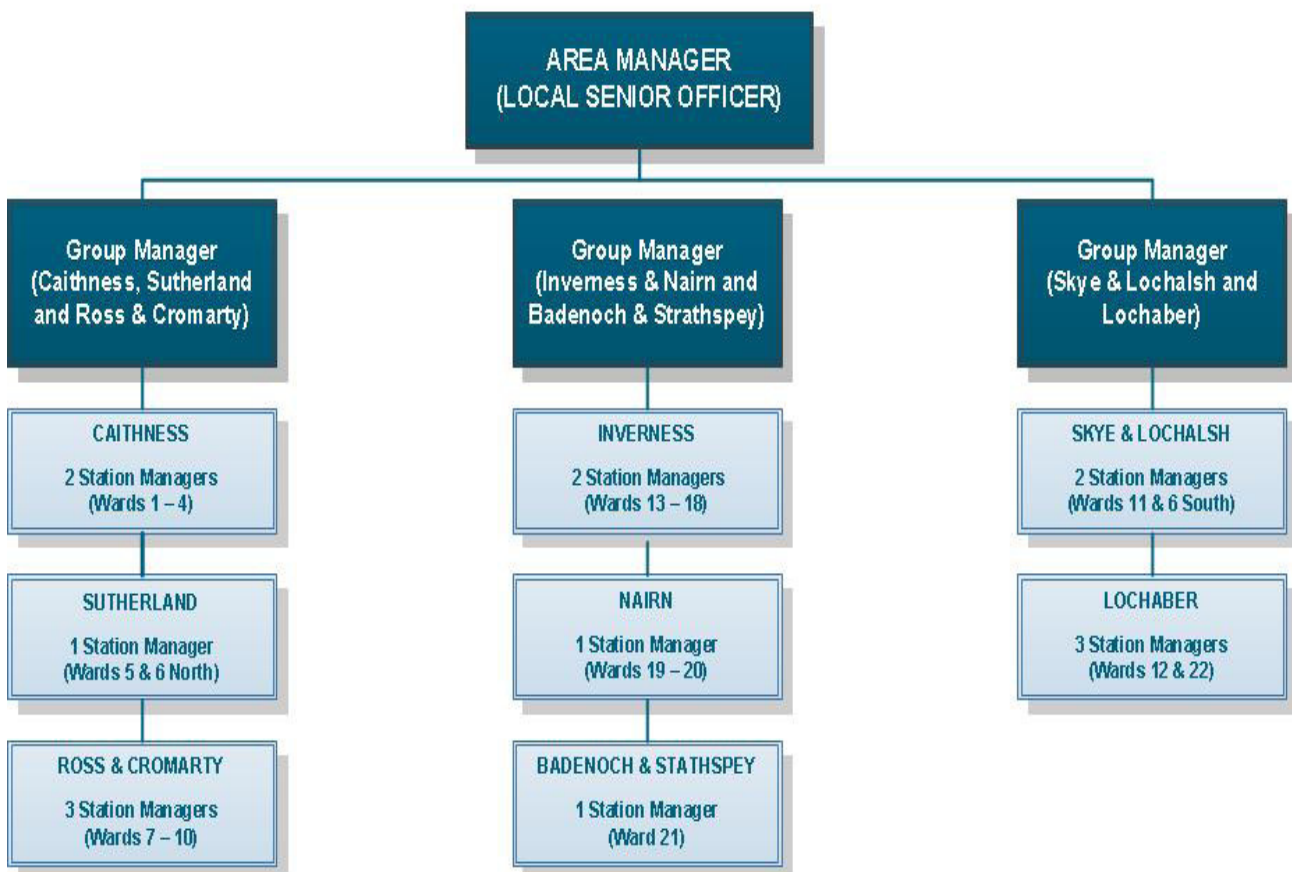 AREA MANAGER
(LOCAL SENIOR OFFICER)
Group Manager
(Caithness, Sutherland
and Ross & Cromarty)
Group Manager
(Inverness & Nairn and
Badenoch & Strathspey)
Group Manager
(Skye & Lochalsh and
Lochaber)
CAITHNESS
2 Station Managers
(Wards 1 – 4)
INVERNESS
2 Station Managers
(Wards 13 – 18)
SKYE & LOCHALSH
2 Station Managers
(Wards 11 & 6 South)
SUTHERLAND
1 Station Manager
(Wards 5 & 6 North)
NAIRN
1 Station Manager
(Wards 19 – 20)
LOCHABER
3 Station Managers
(Wards 12 & 22)
ROSS & CROMARTY
3 Station Managers
(Wards 7 – 10)
BADENOCH & STATHSPEY
1 Station Manager
(Ward 21)